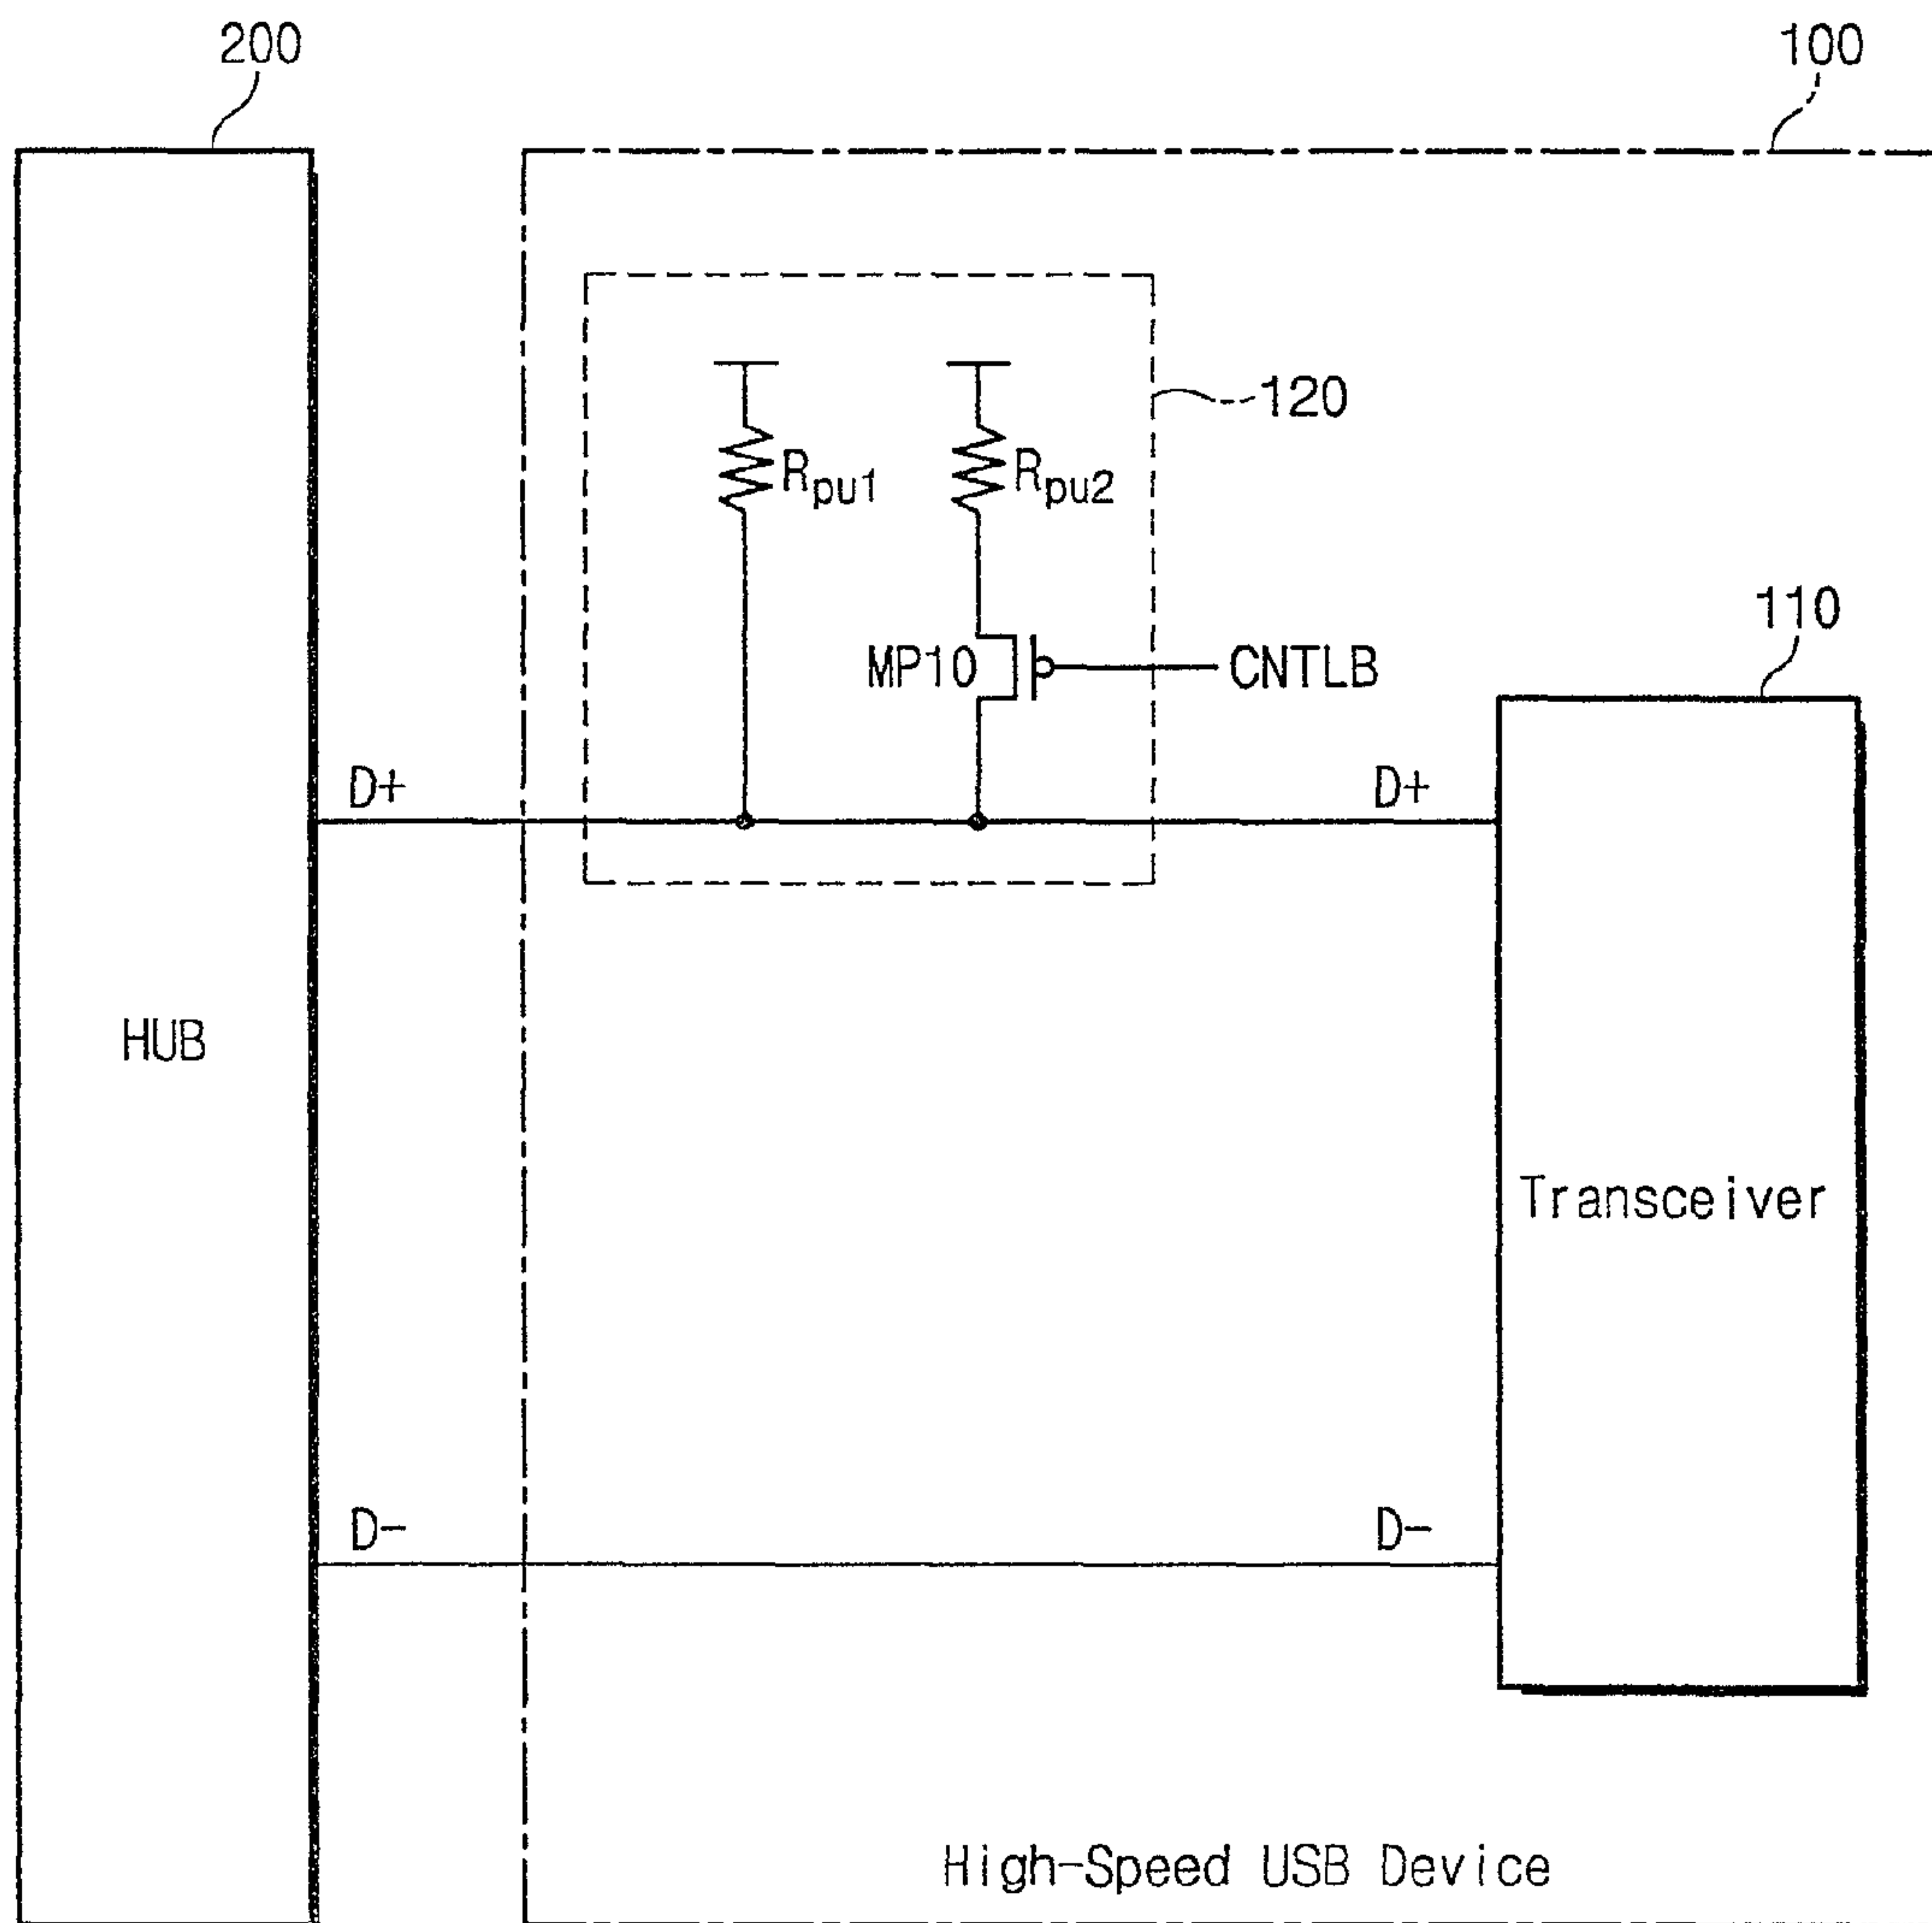 200
100
120
Rpu1
Rpu2
110
MP10
CNTLB
D+
D+
HUB
Transceiver
D-
D-
High-Speed USB Device